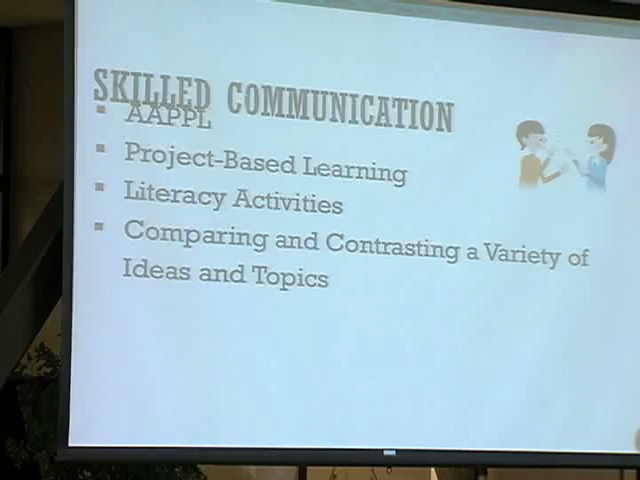 SKILLED COMMUNICATION
AAPPL
Project-Based Learning
Literacy Activities
Comparing and Contrasting a Variety of
Ideas and Topics